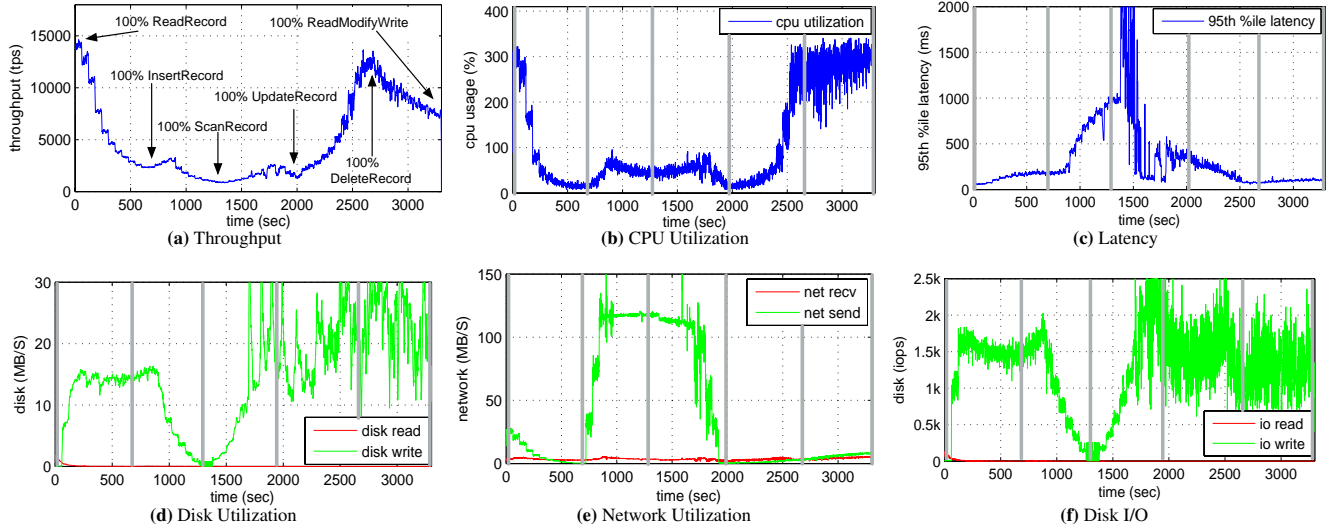 100% ReadRecord
100% ReadModifyWrite
100% InsertRecord
100% UpdateRecord
100% ScanRecord
100%
DeleteRecord
throughput (tps)
15000
10000
5000
0
0 500 1000 1500 2000 2500 3000
time (sec)
(a) Throughput
cpu utilization
cpu usage (%)
400
300
200
100
0
0 500 1000 1500 2000 2500 3000
time (sec)
(b) CPU Utilization
95th %ile latency
95th %ile latency (ms)
2000
1500
1000
500
0
0 500 1000 1500 2000 2500 3000
time (sec)
(c) Latency
disk (MB/S)
30
20
10
0
0 500 1000 1500 2000 2500 3000
disk read
disk write
time (sec)
(d) Disk Utilization
network (MB/S)
150
100
50
0
0 500 1000 1500 2000 2500 3000
net recv
net send
time (sec)
(e) Network Utilization
disk (iops)
2.5k
2k
1.5k
1k
500
0
0 500 1000 1500 2000 2500 3000
io read
io write
time (sec)
(f) Disk I/O